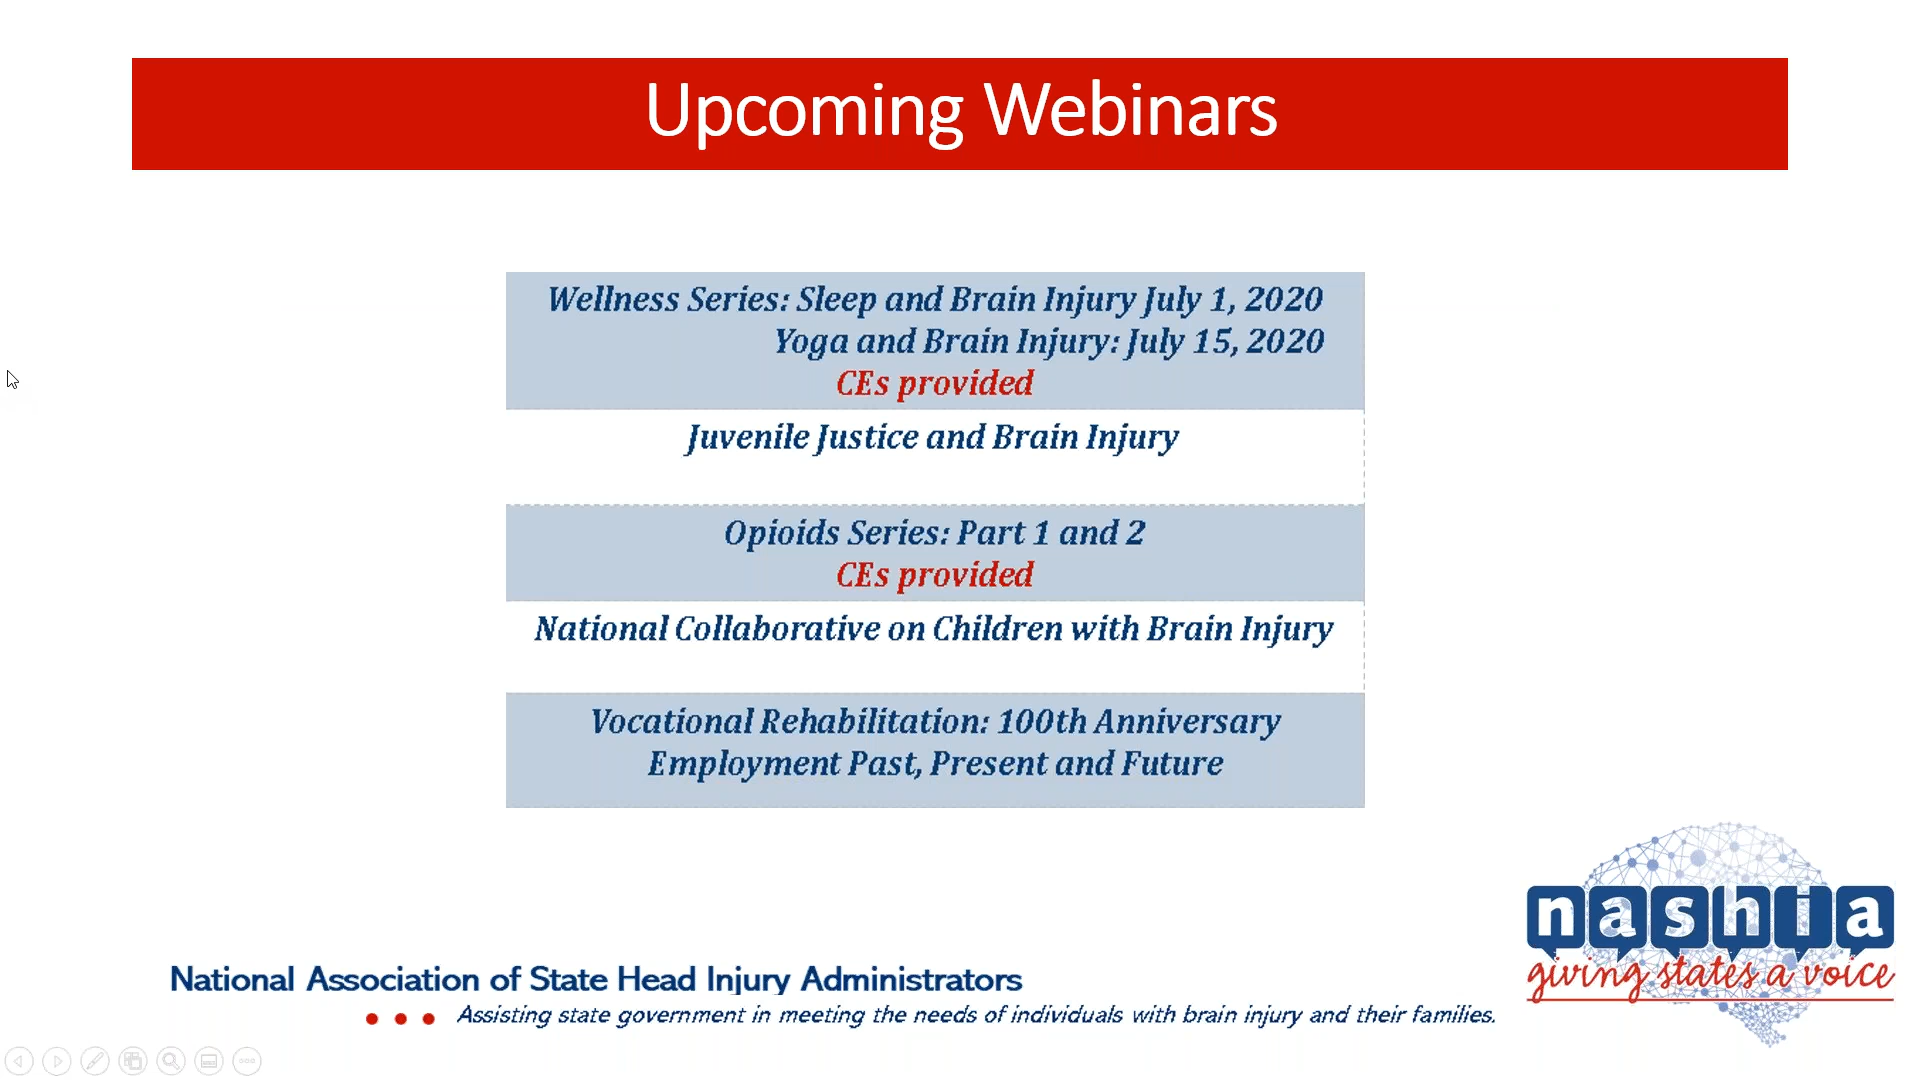 Upcoming Webinars
Wellness Series: Sleep and Brain Injury July 1, 2020
Yoga and Brain Injury: July 15, 2020
CEs provided
Juvenile Justice and Brain Injury
Opioids Series: Part 1 and 2
CEs provided
National Collaborative on Children with Brain Injury
Vocational Rehabilitation: 100th Anniversary
Employment Past, Present and Future
nashia
giving states a voice
National Association of State Head Injury Administrators
Assisting state government in meeting the needs of individuals with brain injury and their families.